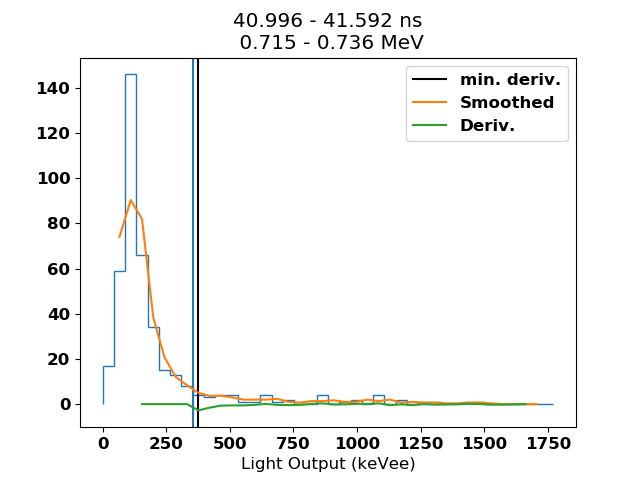 40.996 - 41.592 ns
0.715 - 0.736 MeV
min. deriv.
Smoothed
Deriv.
140
120
100
80
60
40
20
0
0 250 500 750 1000 1250 1500 1750
Light Output (keVee)